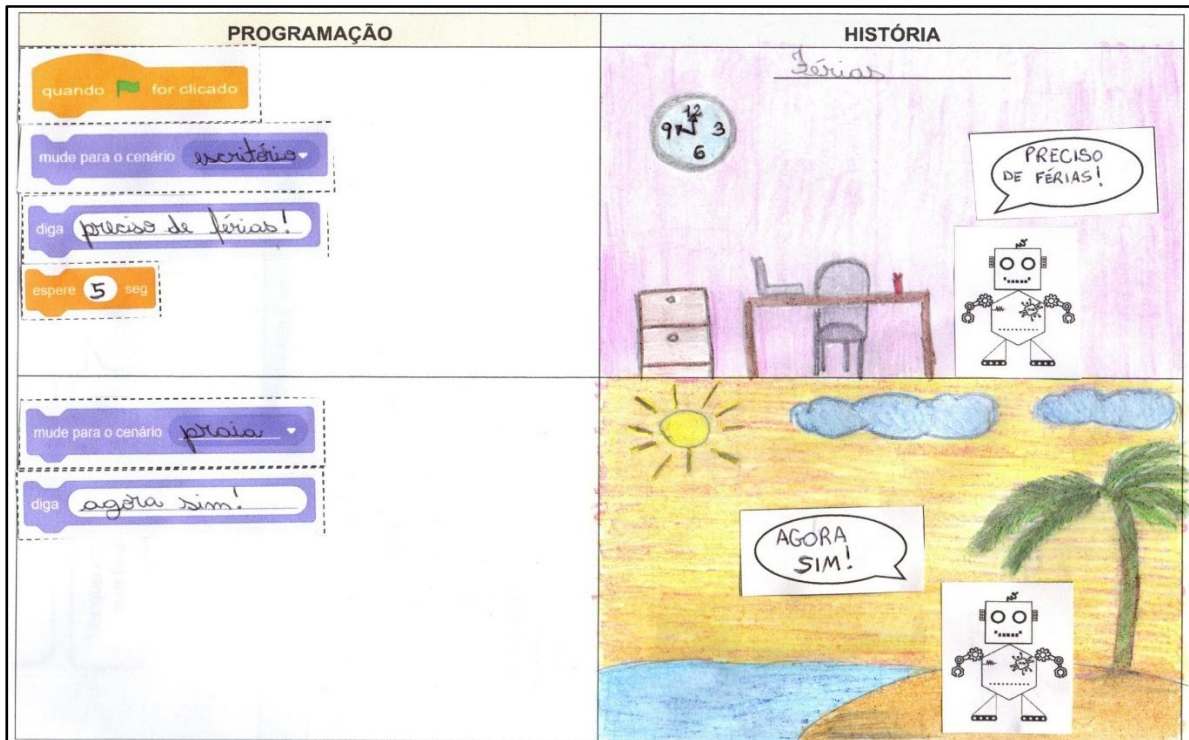 PROGRAMAÇÃO
HISTÓRIA
quando for clicado
mude para o cenário escritório
diga preciso de férias!
espere 5 seg
Férias
12
9 3
6
PRECISO
DE FÉRIAS!
mude para o cenário praia
diga agora sim!
AGORA
SIM!